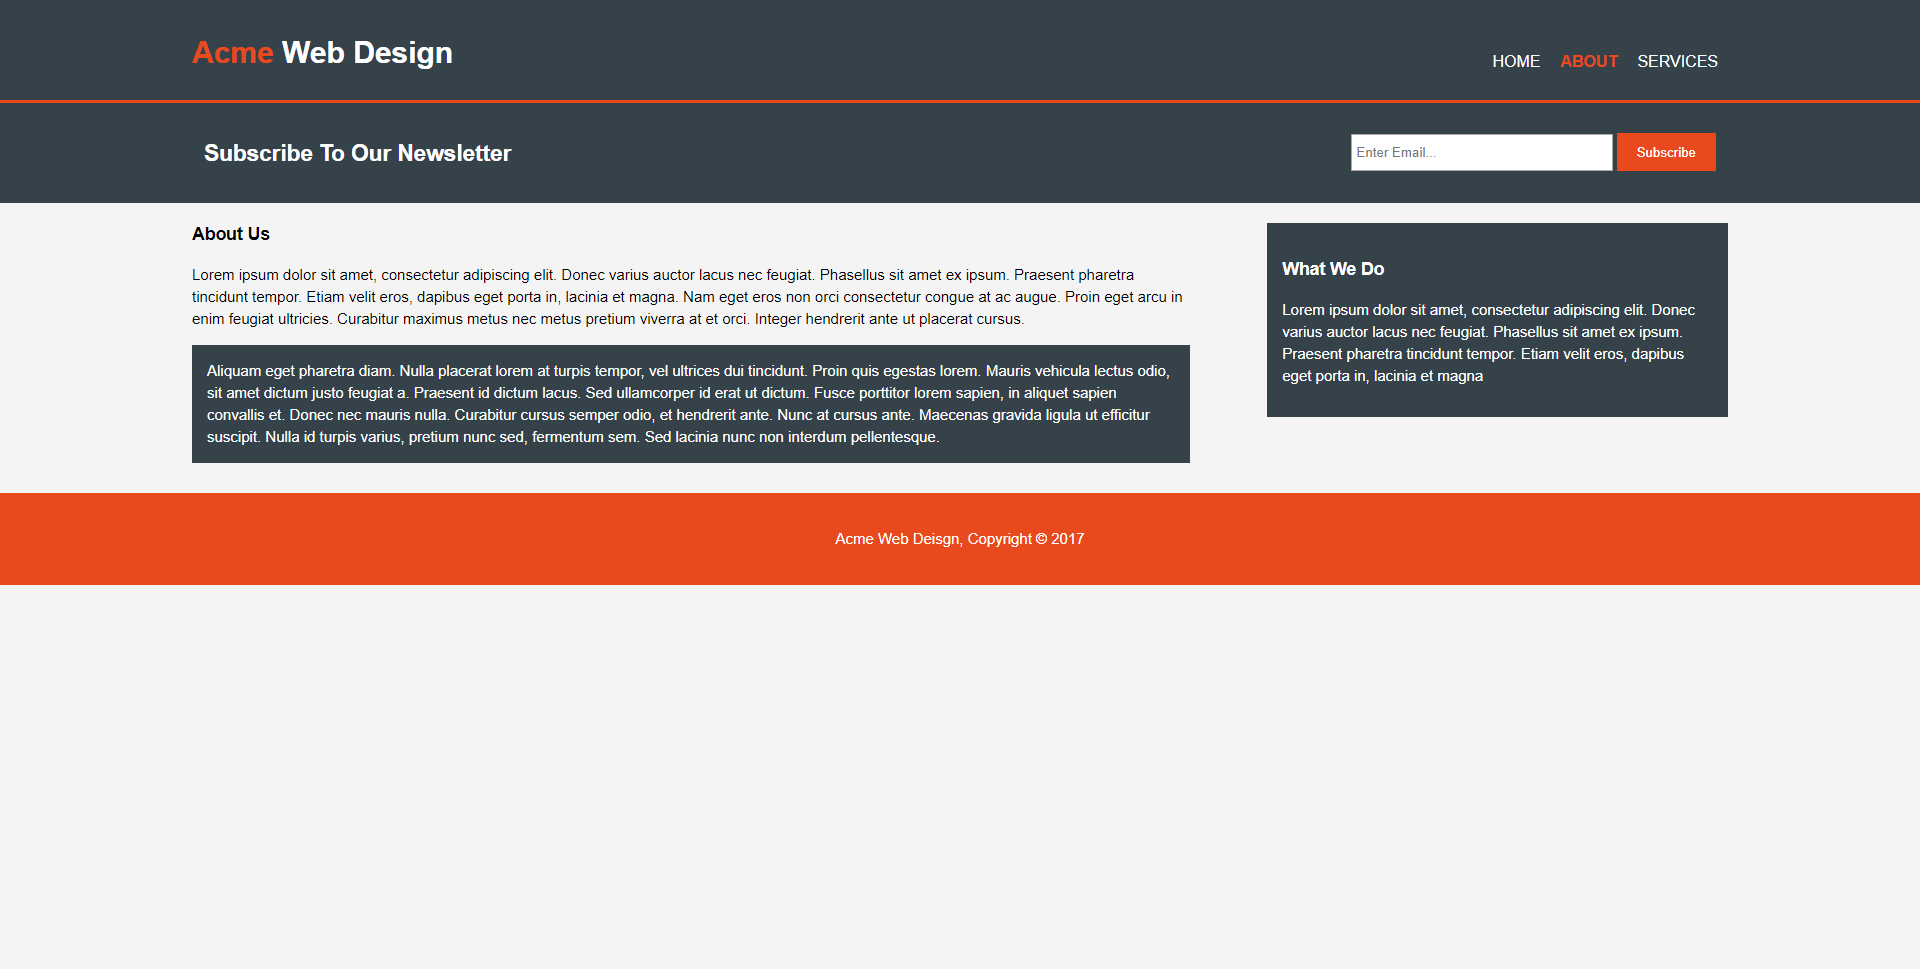 Acme Web Design
HOME ABOUT SERVICES
Subscribe To Our Newsletter
Enter Email... Subscribe
About Us
Lorem ipsum dolor sit amet, consectetur adipiscing elit. Donec varius auctor lacus nec feugiat. Phasellus sit amet ex ipsum. Praesent pharetra
tincidunt tempor. Etiam velit eros, dapibus eget porta in, lacinia et magna. Nam eget eros non orci consectetur congue at ac augue. Proin eget arcu in
enim feugiat ultricies. Curabitur maximus metus nec metus pretium viverra at et orci. Integer hendrerit ante ut placerat cursus.
Aliquam eget pharetra diam. Nulla placerat lorem at turpis tempor, vel ultrices dui tincidunt. Proin quis egestas lorem. Mauris vehicula lectus odio,
sit amet dictum justo feugiat a. Praesent id dictum lacus. Sed ullamcorper id erat ut dictum. Fusce porttitor lorem sapien, in aliquet sapien
convallis et. Donec nec mauris nulla. Curabitur cursus semper odio, et hendrerit ante. Nunc at cursus ante. Maecenas gravida ligula ut efficitur
suscipit. Nulla id turpis varius, pretium nunc sed, fermentum sem. Sed lacinia nunc non interdum pellentesque.
What We Do
Lorem ipsum dolor sit amet, consectetur adipiscing elit. Donec
varius auctor lacus nec feugiat. Phasellus sit amet ex ipsum.
Praesent pharetra tincidunt tempor. Etiam velit eros, dapibus
eget porta in, lacinia et magna
Acme Web Deisgn, Copyright © 2017